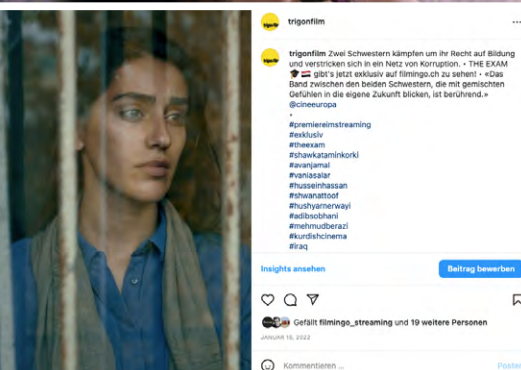 trigonfilm
trigonfilm Zwei Schwestern kämpfen um ihr Recht auf Bildung
und verstricken sich in ein Netz von Korruption. • THE EXAM
🎓🇮🇶 gibt's jetzt exklusiv auf filmingo.ch zu sehen! • «Das
Band zwischen den beiden Schwestern, die mit gemischten
Gefühlen in die eigene Zukunft blicken, ist berührend.»
@cineeuropa
•
#premiereimstreaming
#exklusiv
#theexam
#shawkataminkorki
#avanjamal
#vaniasalar
#husseinhassan
#shwanattoof
#hushyarnerwayi
#adibsobhani
#mehmudberazi
#kurdishcinema
#iraq
Insights ansehen
Beitrag bewerben
Gefällt filmingo_streaming und 19 weitere Personen
JANUAR 15, 2022
Kommentieren ...
Posten